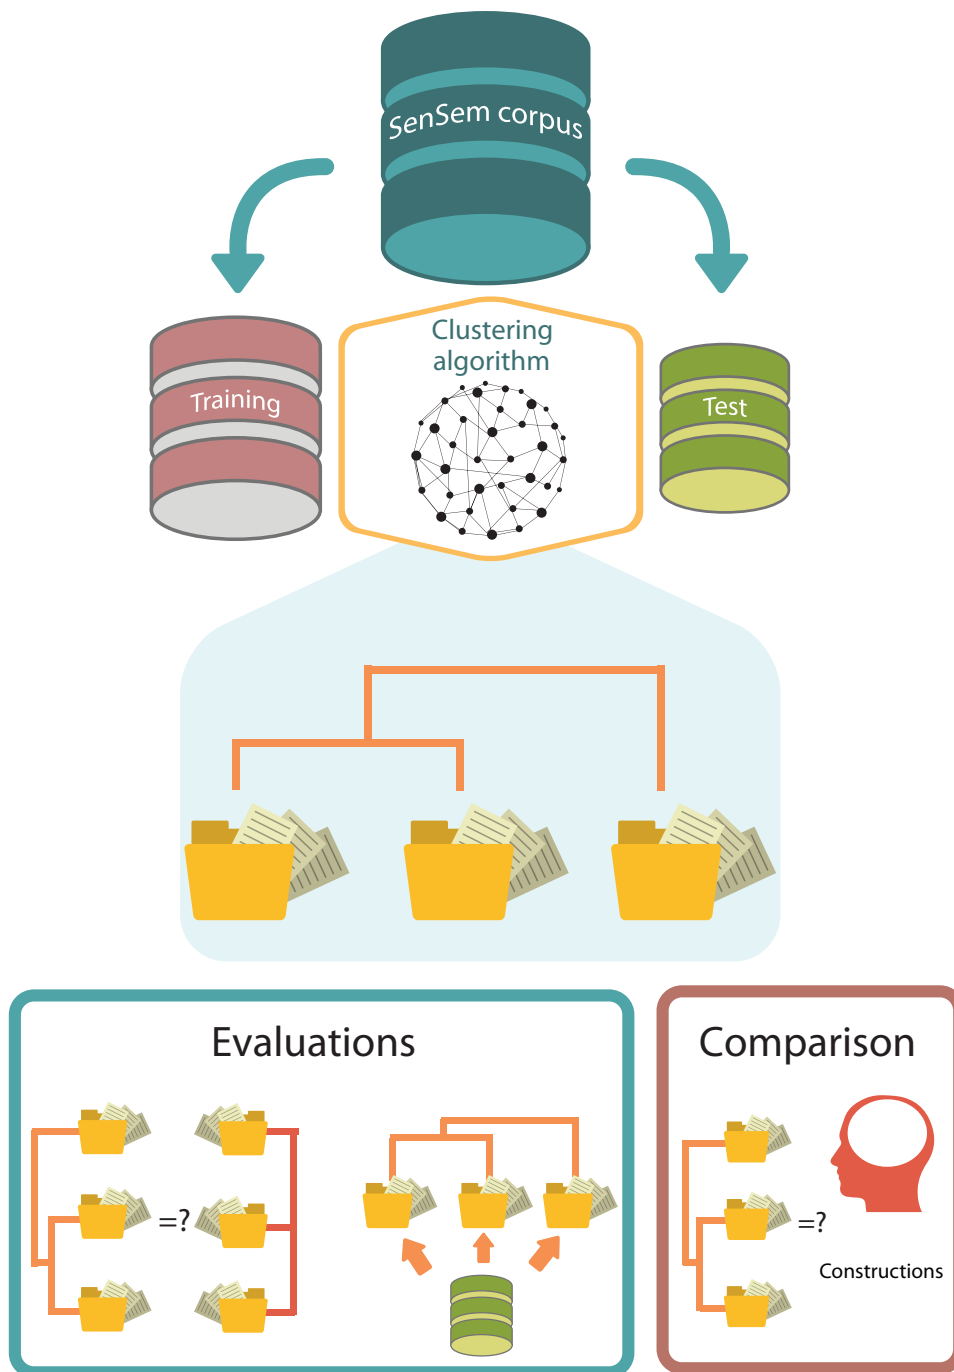 SenSem corpus
Clustering
algorithm
Training
Test
Evaluations
Comparison
=?
=?
Constructions